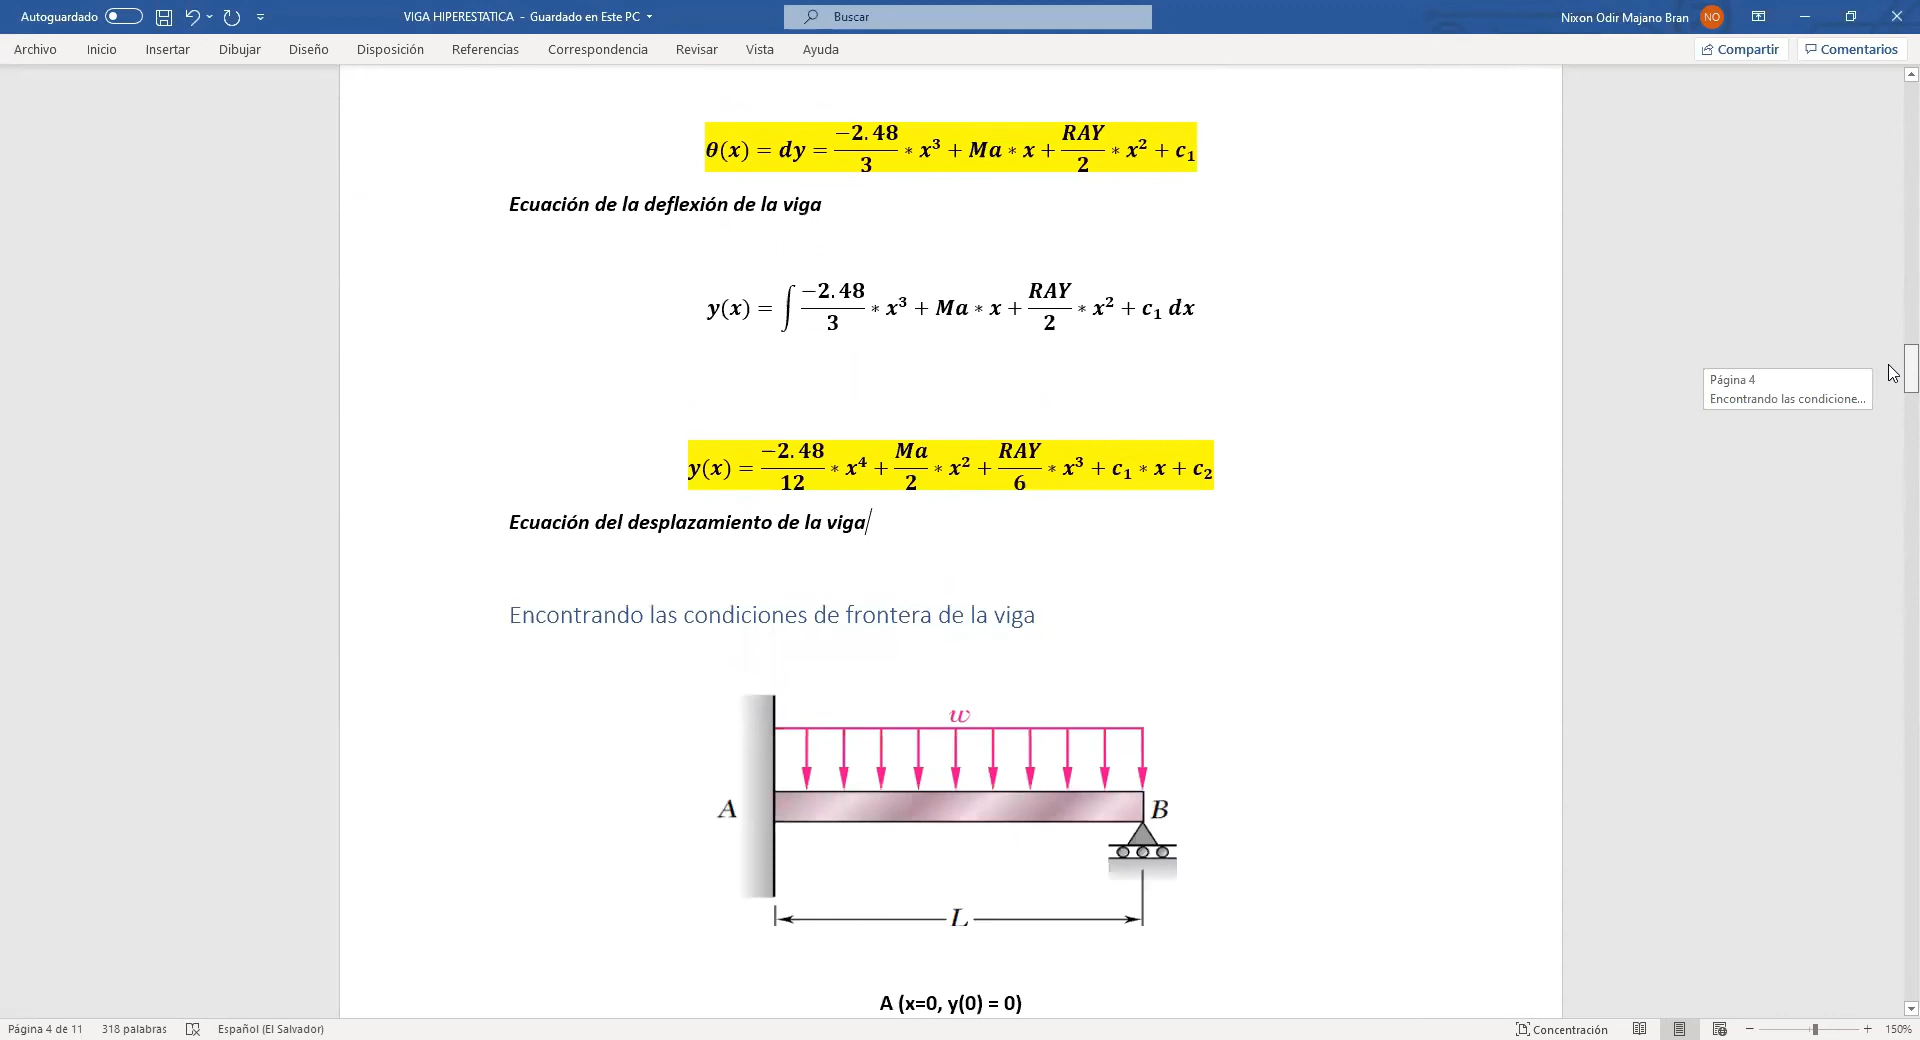 Autoguardado
VIGA HIPERESTATICA - Guardado en Este PC
Buscar
Nixon Odir Majano Bran NO
Archivo Inicio Insertar Dibujar Diseño Disposición Referencias Correspondencia Revisar Vista Ayuda Compartir Comentarios
θ(x) = dy = −2.48/3 * x³ + Ma * x + RAY/2 * x² + c₁
Ecuación de la deflexión de la viga
y(x) = ∫ −2.48/3 * x³ + Ma * x + RAY/2 * x² + c₁ dx
Página 4
Encontrando las condicione...
y(x) = −2.48/12 * x⁴ + Ma/2 * x² + RAY/6 * x³ + c₁ * x + c₂
Ecuación del desplazamiento de la viga
Encontrando las condiciones de frontera de la viga
w
A B
L
A (x=0, y(0) = 0)
Página 4 de 11 318 palabras Español (El Salvador) Concentración 150%